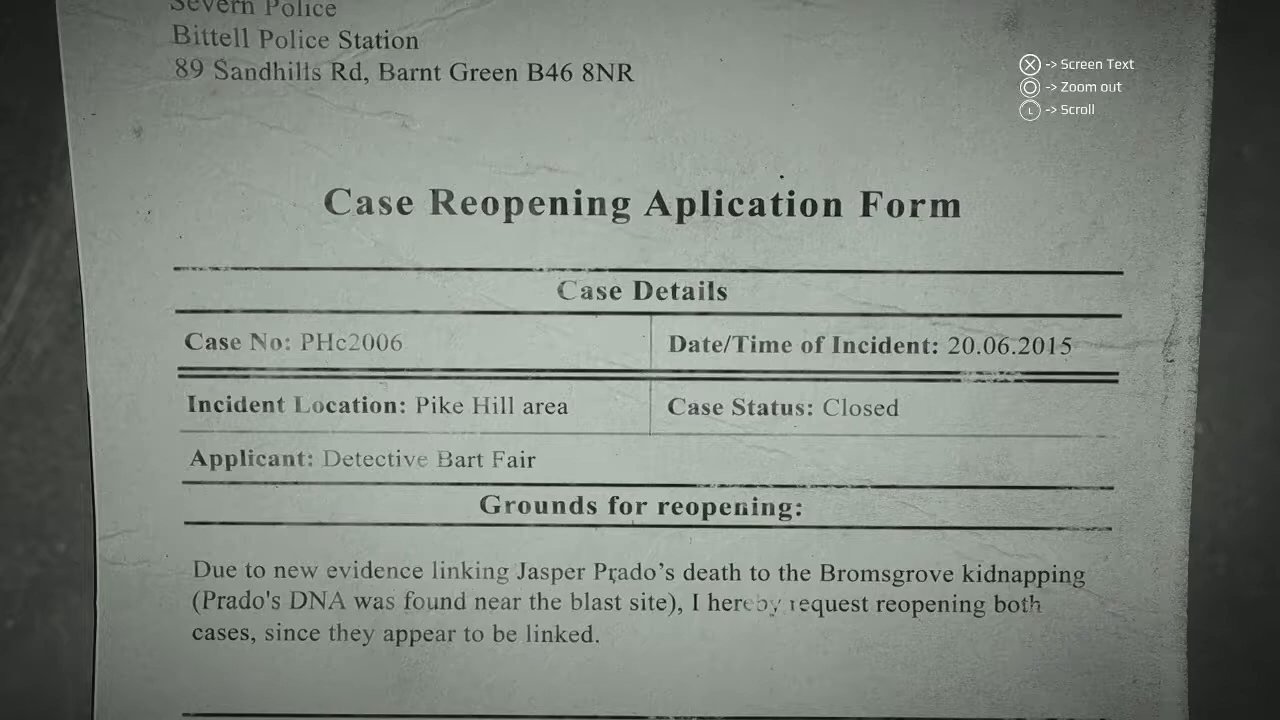 Severn Police
Bittell Police Station
89 Sandhills Rd, Barnt Green B46 8NR
X -> Screen Text
-> Zoom out
L -> Scroll
Case Reopening Aplication Form
Case Details
Case No: PHc2006
Date/Time of Incident: 20.06.2015
Incident Location: Pike Hill area
Case Status: Closed
Applicant: Detective Bart Fair
Grounds for reopening:
Due to new evidence linking Jasper Prado's death to the Bromsgrove kidnapping
(Prado's DNA was found near the blast site), I hereby request reopening both
cases, since they appear to be linked.